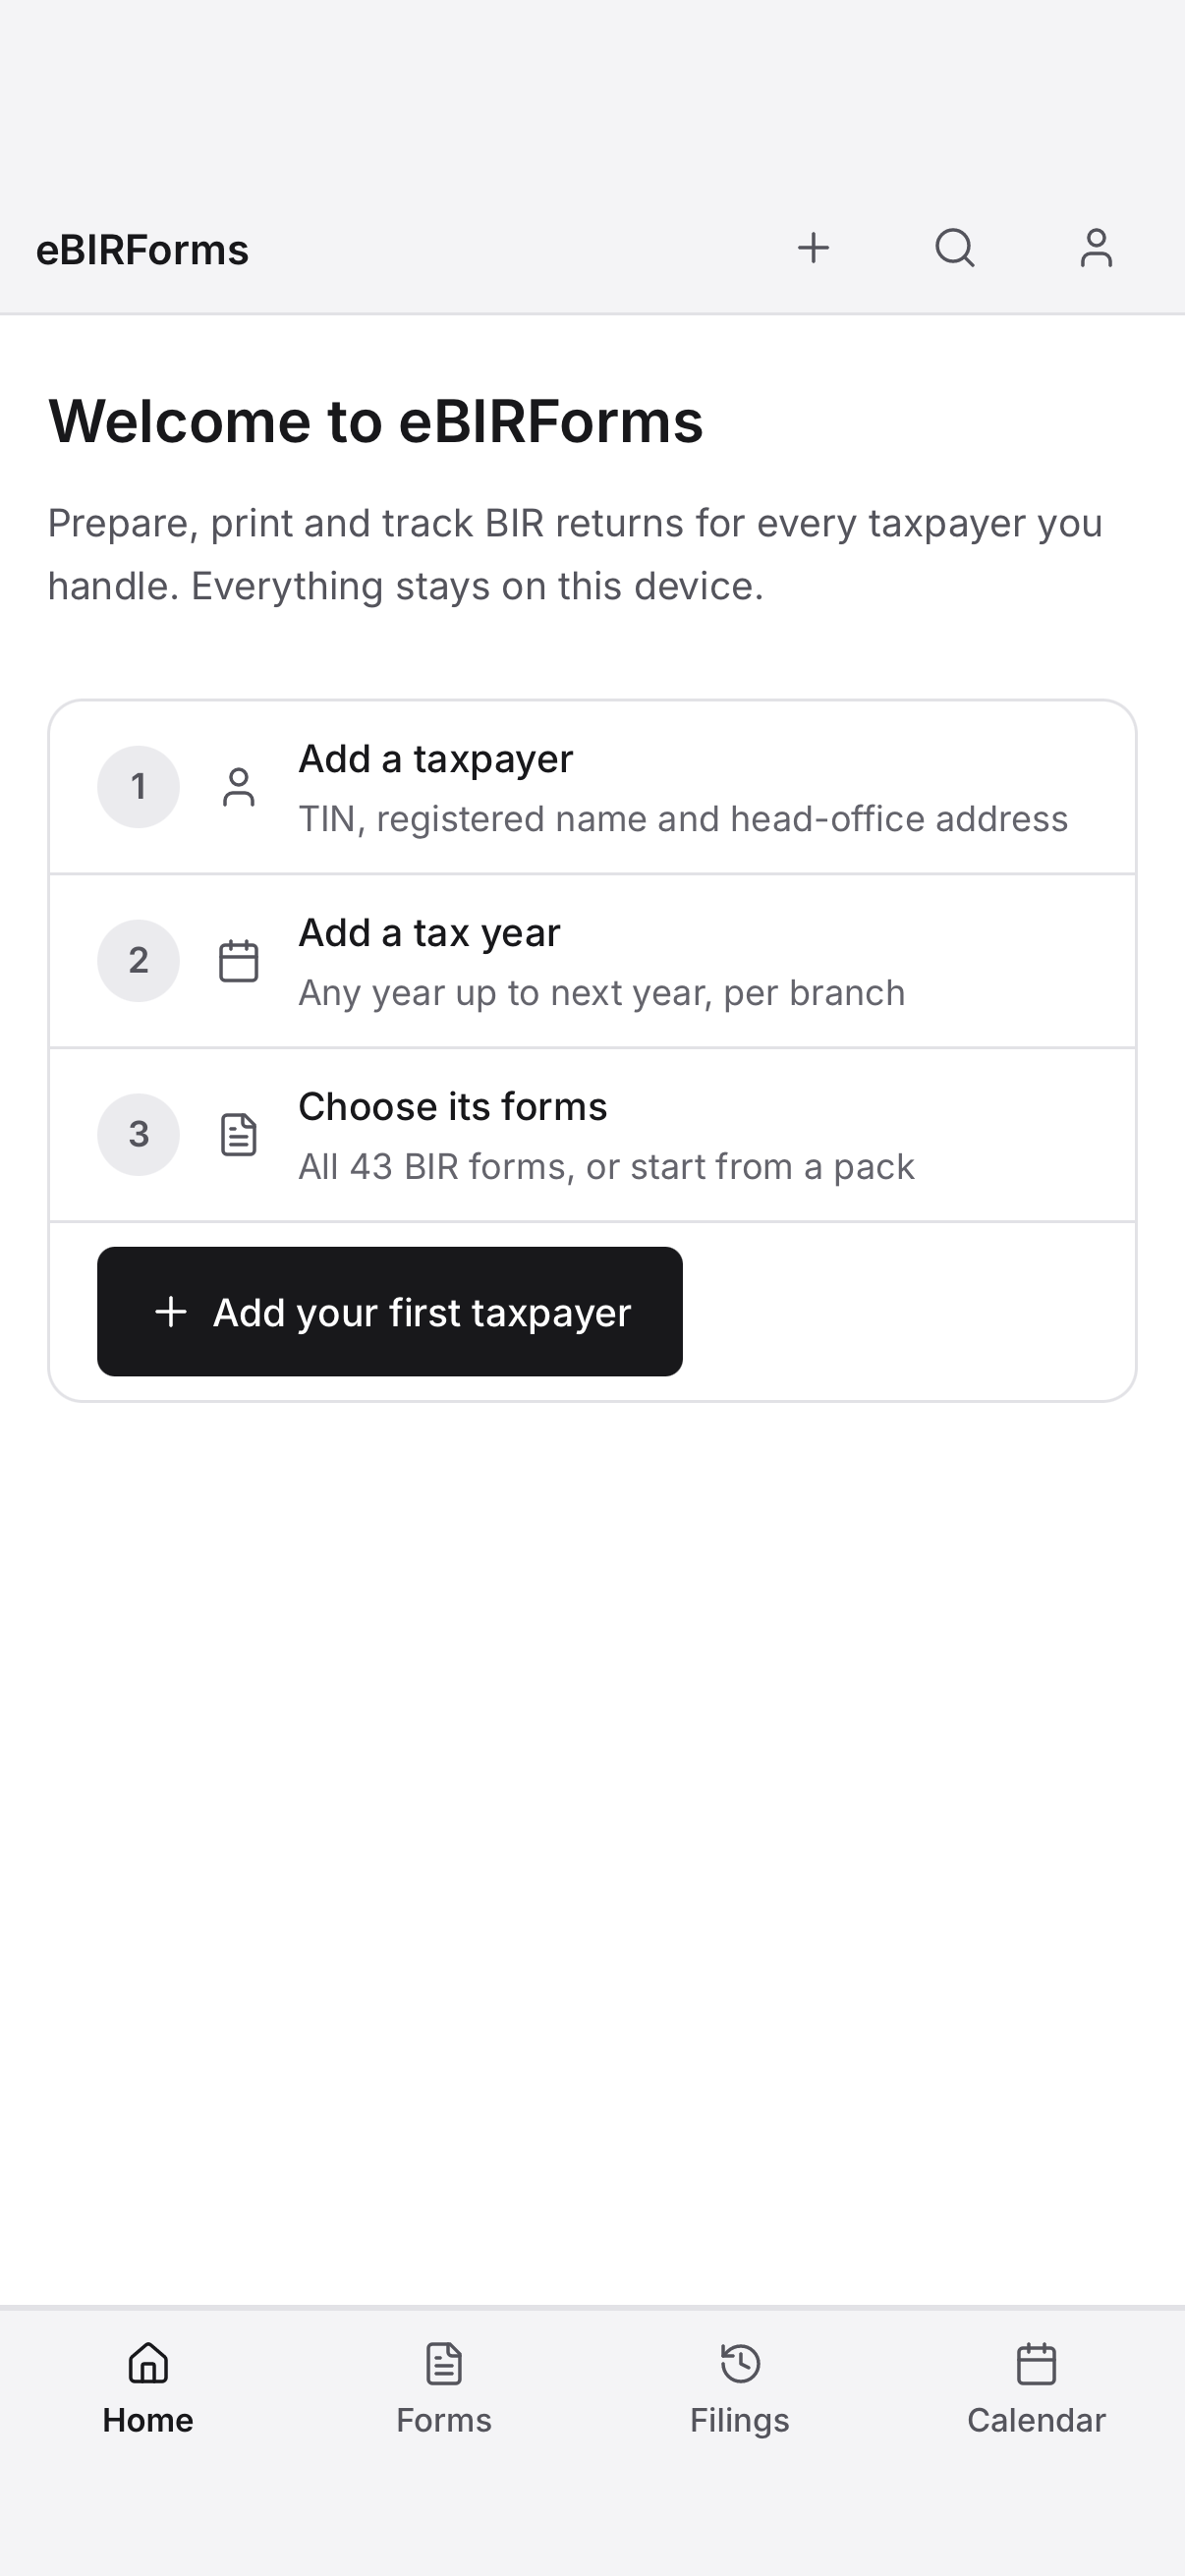 eBIRForms
Welcome to eBIRForms
Prepare, print and track BIR returns for every taxpayer you
handle. Everything stays on this device.
1
Add a taxpayer
TIN, registered name and head-office address
2
Add a tax year
Any year up to next year, per branch
3
Choose its forms
All 43 BIR forms, or start from a pack
Add your first taxpayer
Home
Forms
Filings
Calendar